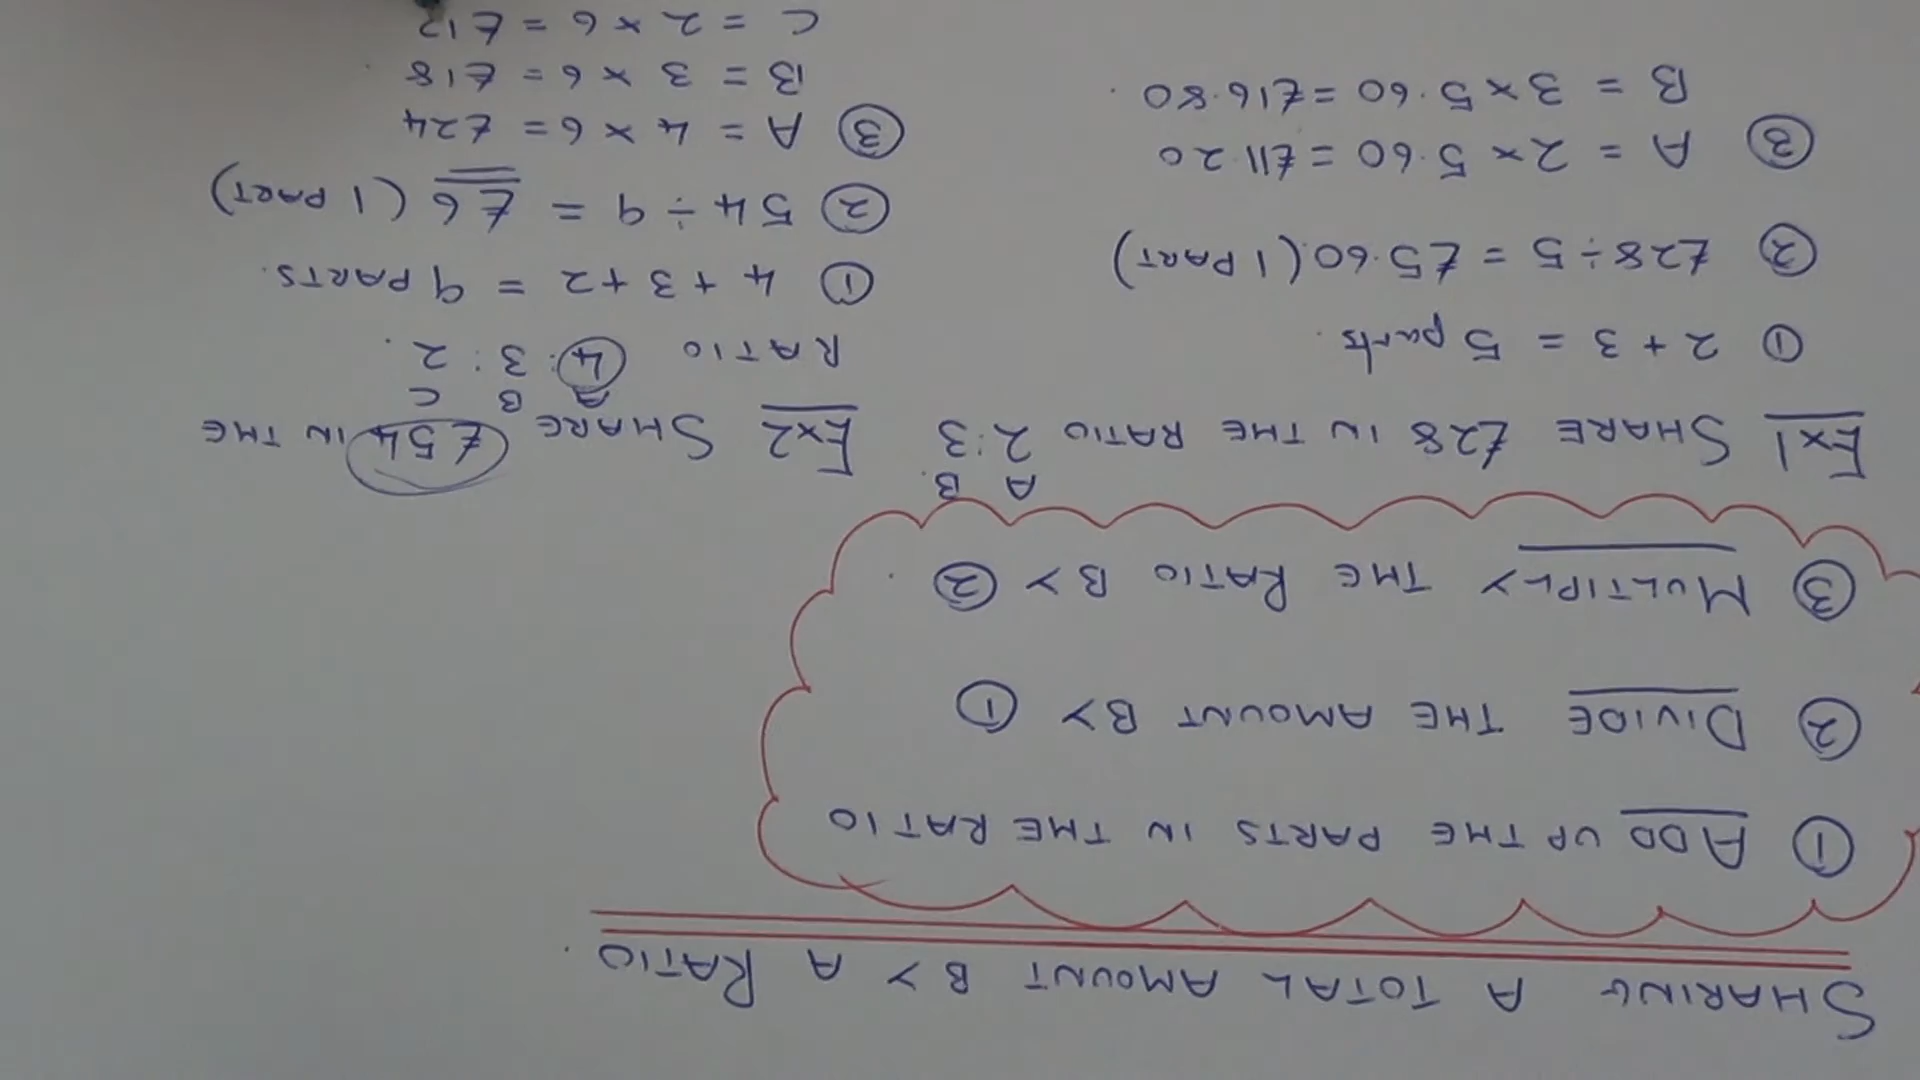 SHARING A TOTAL AMOUNT BY A RATIO.
① ADD UP THE PARTS IN THE RATIO
② DIVIDE THE AMOUNT BY ①
③ MULTIPLY THE RATIO BY ②.
A B
Ex1 SHARE £28 IN THE RATIO 2:3
① 2 + 3 = 5 parts.
② £28 ÷ 5 = £5.60 (1 PART)
③ A = 2 × 5.60 = £11.20
B = 3 × 5.60 = £16.80.
Ex2 SHARE £54 IN THE
A B C
RATIO 4:3:2.
① 4 + 3 + 2 = 9 PARTS.
② 54 ÷ 9 = £6 (1 PART)
③ A = 4 × 6 = £24
B = 3 × 6 = £18.
C = 2 × 6 = £12